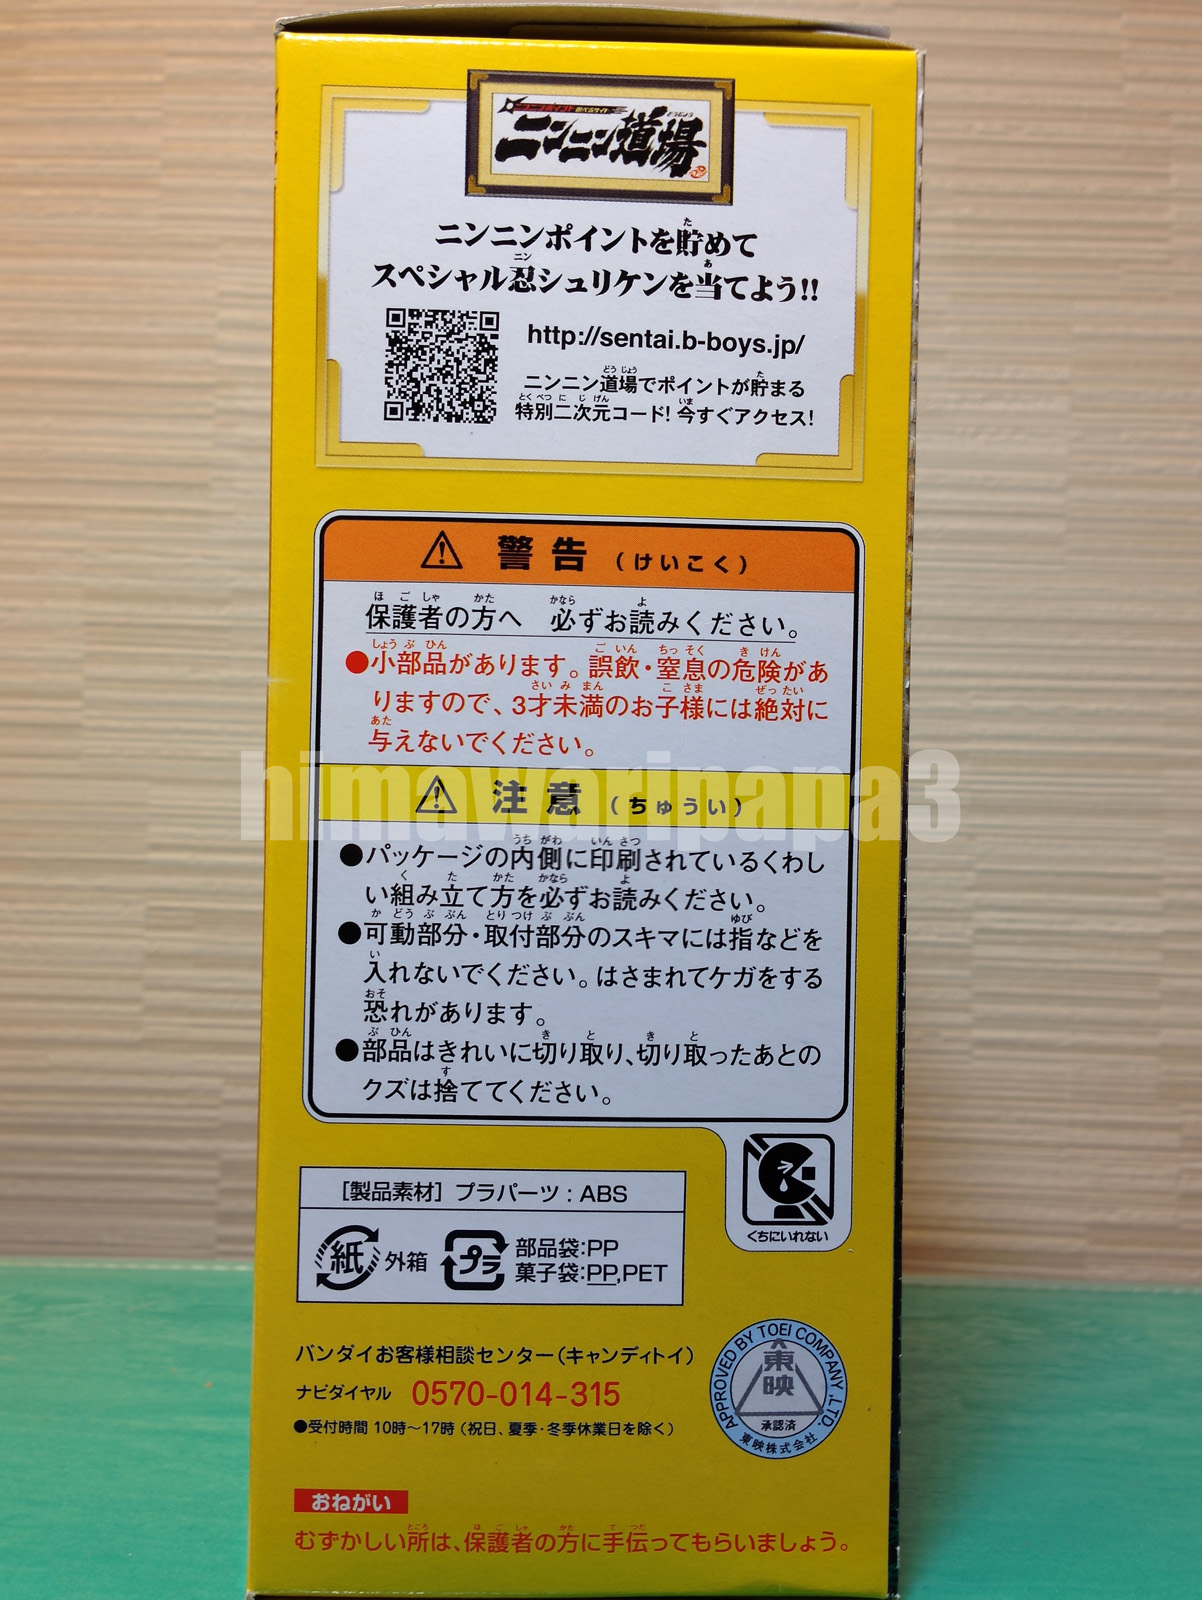 ニンニンポイント遊べるサイト
ニンニン道場
どうじょう
ニンニンポイントを貯めて
スペシャル忍シュリケンを当てよう!!
http://sentai.b-boys.jp/
ニンニン道場でポイントが貯まる
特別二次元コード! 今すぐアクセス!
警告 (けいこく)
保護者の方へ 必ずお読みください。
●小部品があります。誤飲・窒息の危険があ
りますので、3才未満のお子様には絶対に
与えないでください。
注意 (ちゅうい)
●パッケージの内側に印刷されているくわし
い組み立て方を必ずお読みください。
●可動部分・取付部分のスキマには指などを
入れないでください。はさまれてケガをする
恐れがあります。
●部品はきれいに切り取り、切り取ったあとの
クズは捨ててください。
くちにいれない
[製品素材] プラパーツ : ABS
紙 外箱
プラ 部品袋:PP
菓子袋:PP,PET
バンダイお客様相談センター(キャンディトイ)
ナビダイヤル 0570-014-315
●受付時間 10時〜17時 (祝日、夏季・冬季休業日を除く)
APPROVED BY TOEI COMPANY,LTD.
東映
承認済
東映株式会社
おねがい
むずかしい所は、保護者の方に手伝ってもらいましょう。
himawaripapa3